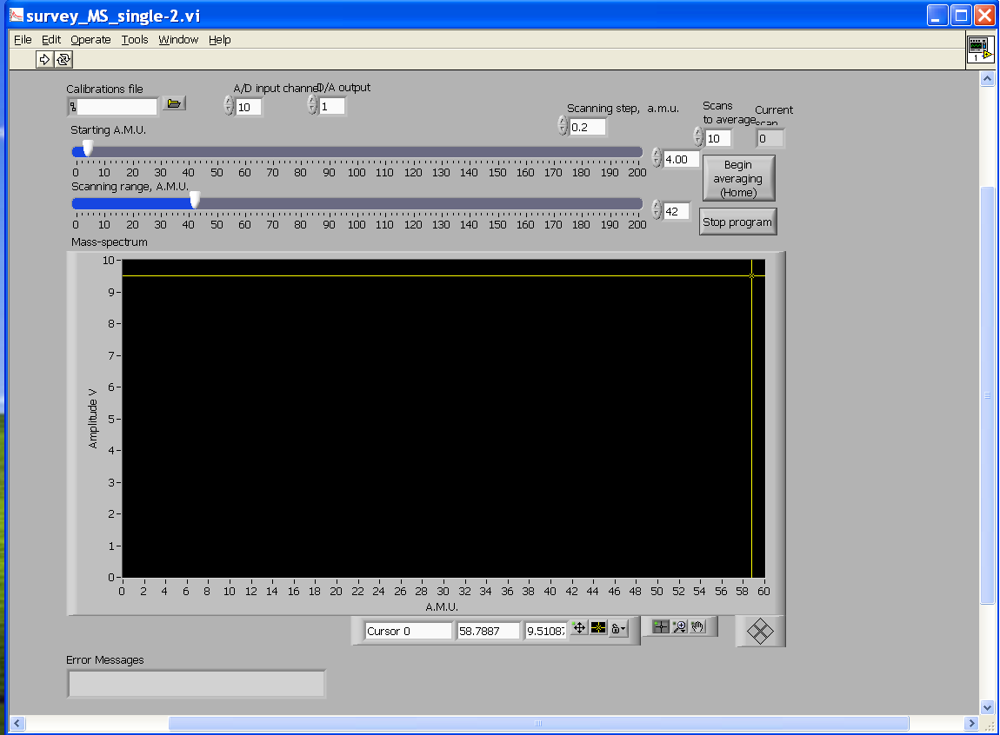 survey_MS_single-2.vi
File Edit Operate Tools Window Help
1
Calibrations file
A/D input channel
D/A output
10
1
Scanning step, a.m.u.
0.2
Scans
to average
10
Current
scan
0
Starting A.M.U.
0 10 20 30 40 50 60 70 80 90 100 110 120 130 140 150 160 170 180 190 200
4.00
Begin
averaging
(Home)
Scanning range, A.M.U.
0 10 20 30 40 50 60 70 80 90 100 110 120 130 140 150 160 170 180 190 200
42
Stop program
Mass-spectrum
Amplitude V
10
9
8
7
6
5
4
3
2
1
0
0 2 4 6 8 10 12 14 16 18 20 22 24 26 28 30 32 34 36 38 40 42 44 46 48 50 52 54 56 58 60
A.M.U.
Cursor 0 58.7887 9.5108
Error Messages